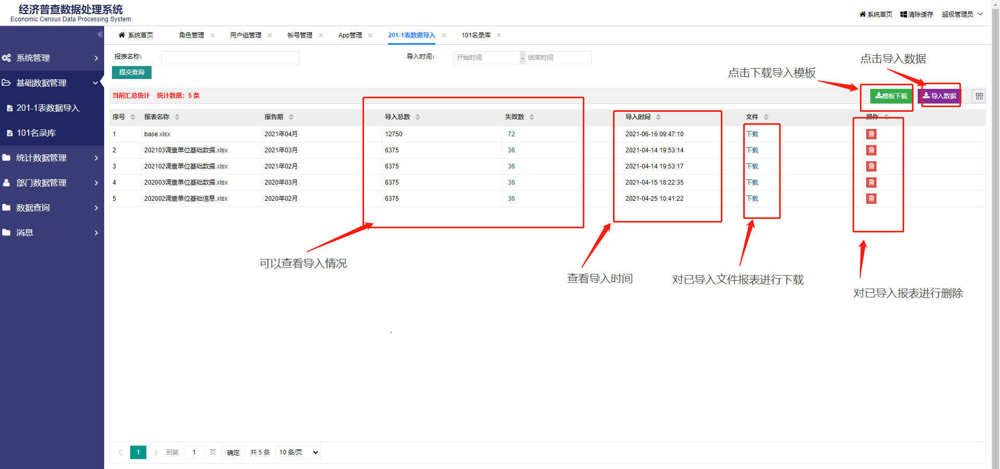 经济普查数据处理系统
Economic Census Data Processing System
系统首页 清除缓存 超级管理员
系统首页 角色管理 用户组管理 帐号管理 App管理 201-1表数据导入 101名录库
系统管理
基础数据管理
201-1表数据导入
101名录库
统计数据管理
部门数据管理
数据查询
消息
报表名称: 导入时间: 开始时间 - 结束时间
提交查询
点击下载导入模板
点击导入数据
当前汇总统计 统计数据: 5 条
模板下载 导入数据
序号 报表名称 报告期 导入总数 失败数 导入时间 文件 操作
1 base.xlsx 2021年04月 12750 72 2021-06-16 09:47:10 下载
2 202103调查单位基础数据.xlsx 2021年03月 6375 36 2021-04-14 19:53:14 下载
3 202102调查单位基础数据.xlsx 2021年02月 6375 36 2021-04-14 19:53:17 下载
4 202003调查单位基础数据.xlsx 2020年03月 6375 36 2021-04-15 18:22:35 下载
5 202002调查单位基础信息.xlsx 2020年02月 6375 36 2021-04-25 10:41:22 下载
可以查看导入情况
查看导入时间
对已导入文件报表进行下载
对已导入报表进行删除
1 到第 1 页 确定 共 5 条 10 条/页